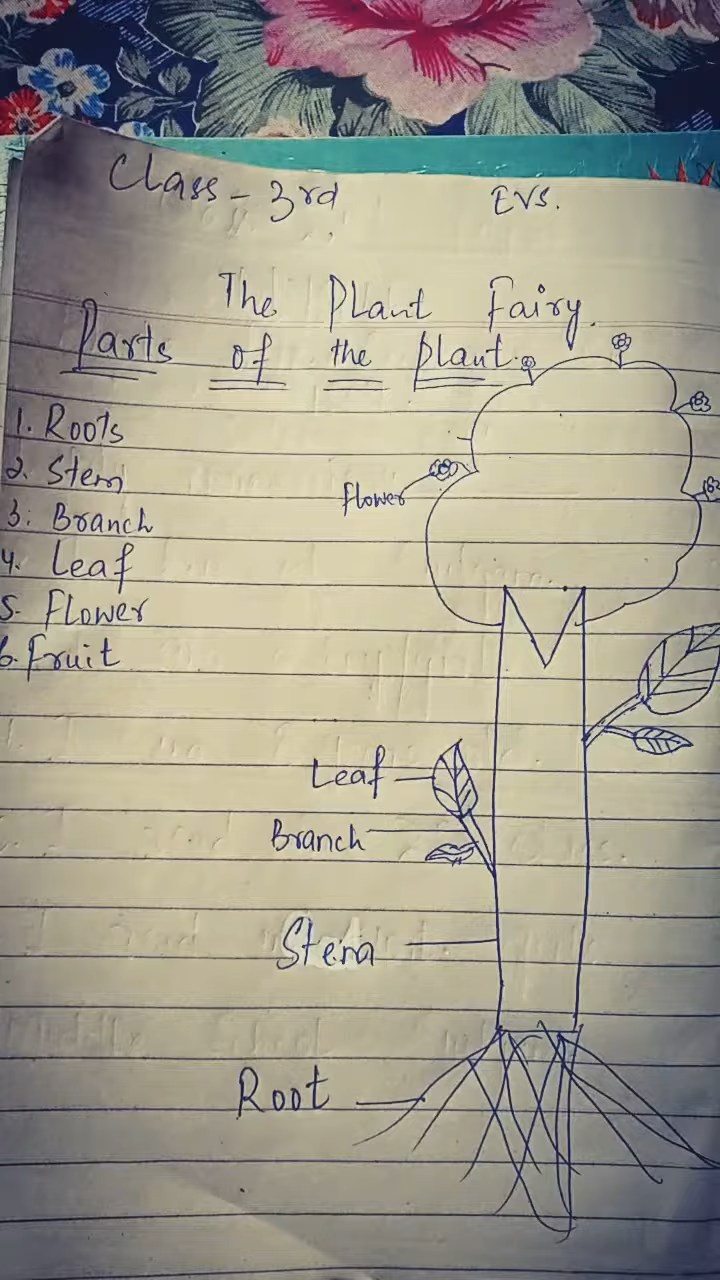 Class - 3rd EVS.
The Plant Fairy.
Parts of the plant.
1. Roots
2. Stem
3. Branch
4. Leaf
5. Flower
6. Fruit
flower
Leaf
Branch
Stem
Root